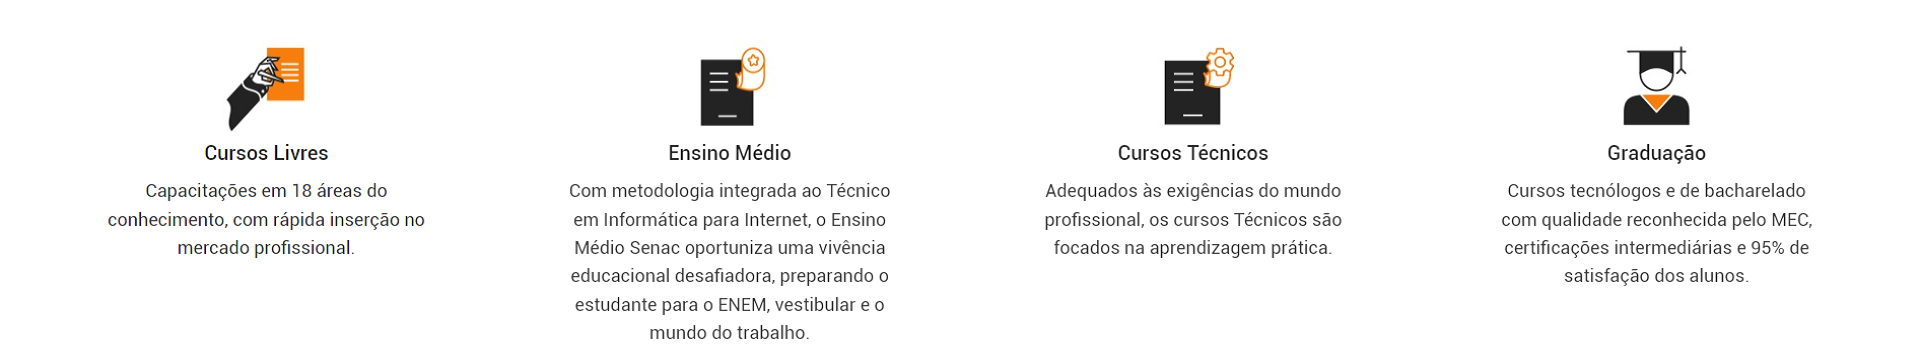 Cursos Livres
Capacitações em 18 áreas do
conhecimento, com rápida inserção no
mercado profissional.
Ensino Médio
Com metodologia integrada ao Técnico
em Informática para Internet, o Ensino
Médio Senac oportuniza uma vivência
educacional desafiadora, preparando o
estudante para o ENEM, vestibular e o
mundo do trabalho.
Cursos Técnicos
Adequados às exigências do mundo
profissional, os cursos Técnicos são
focados na aprendizagem prática.
Graduação
Cursos tecnólogos e de bacharelado
com qualidade reconhecida pelo MEC,
certificações intermediárias e 95% de
satisfação dos alunos.